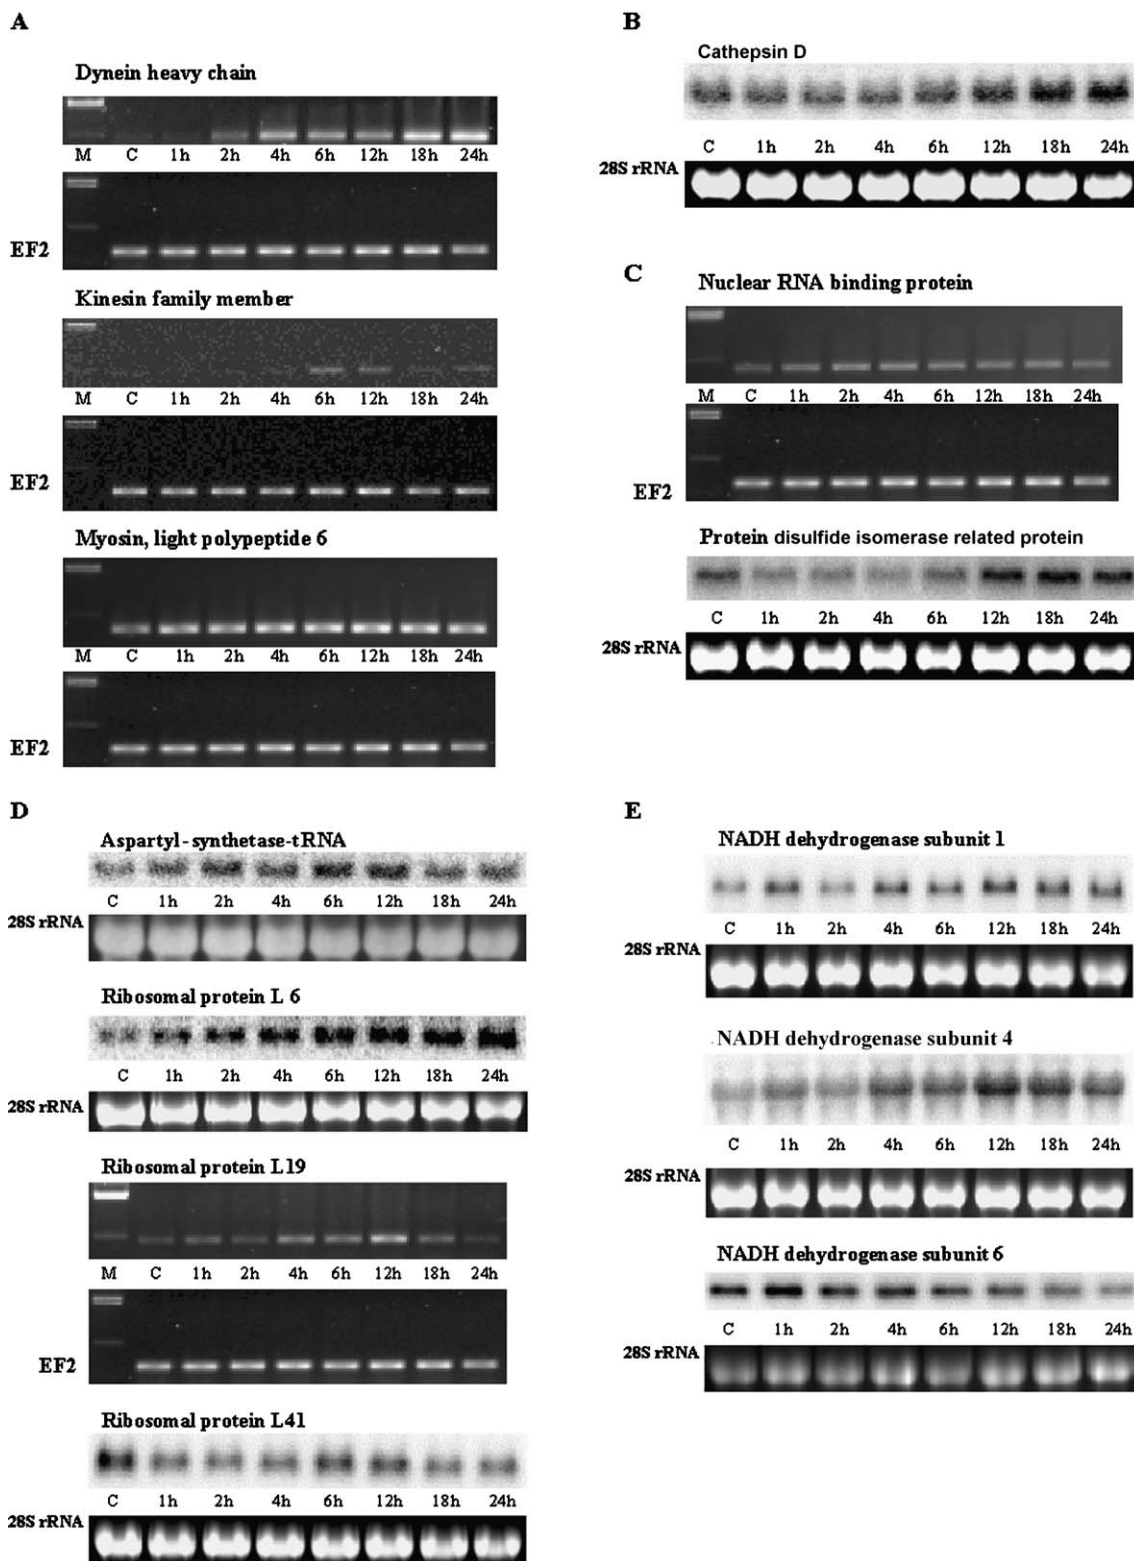 A
Dynein heavy chain
M C 1h 2h 4h 6h 12h 18h 24h
EF2
Kinesin family member
M C 1h 2h 4h 6h 12h 18h 24h
EF2
Myosin, light polypeptide 6
M C 1h 2h 4h 6h 12h 18h 24h
EF2
B
Cathepsin D
C 1h 2h 4h 6h 12h 18h 24h
28S rRNA
C
Nuclear RNA binding protein
M C 1h 2h 4h 6h 12h 18h 24h
EF2
Protein disulfide isomerase related protein
C 1h 2h 4h 6h 12h 18h 24h
28S rRNA
D
Aspartyl-synthetase-tRNA
C 1h 2h 4h 6h 12h 18h 24h
28S rRNA
Ribosomal protein L 6
C 1h 2h 4h 6h 12h 18h 24h
28S rRNA
Ribosomal protein L19
M C 1h 2h 4h 6h 12h 18h 24h
EF2
Ribosomal protein L41
C 1h 2h 4h 6h 12h 18h 24h
28S rRNA
E
NADH dehydrogenase subunit 1
C 1h 2h 4h 6h 12h 18h 24h
28S rRNA
NADH dehydrogenase subunit 4
C 1h 2h 4h 6h 12h 18h 24h
28S rRNA
NADH dehydrogenase subunit 6
C 1h 2h 4h 6h 12h 18h 24h
28S rRNA